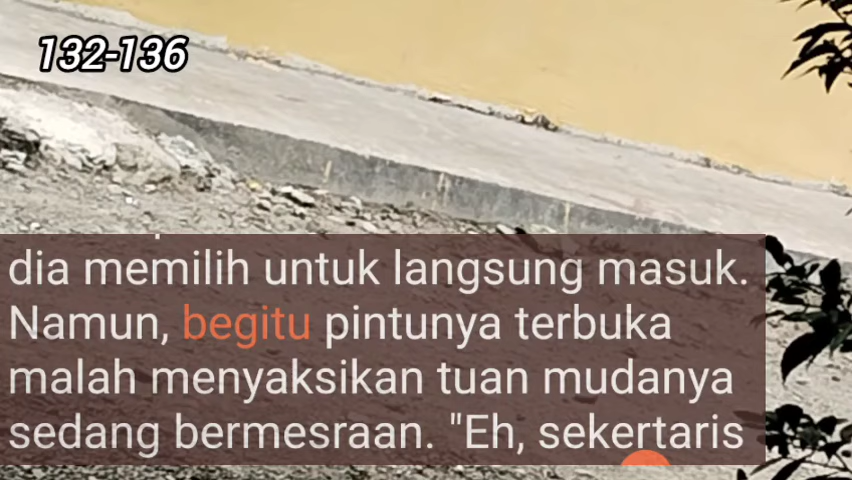 132-136
dia memilih untuk langsung masuk.
Namun, begitu pintunya terbuka
malah menyaksikan tuan mudanya
sedang bermesraan. "Eh, sekertaris